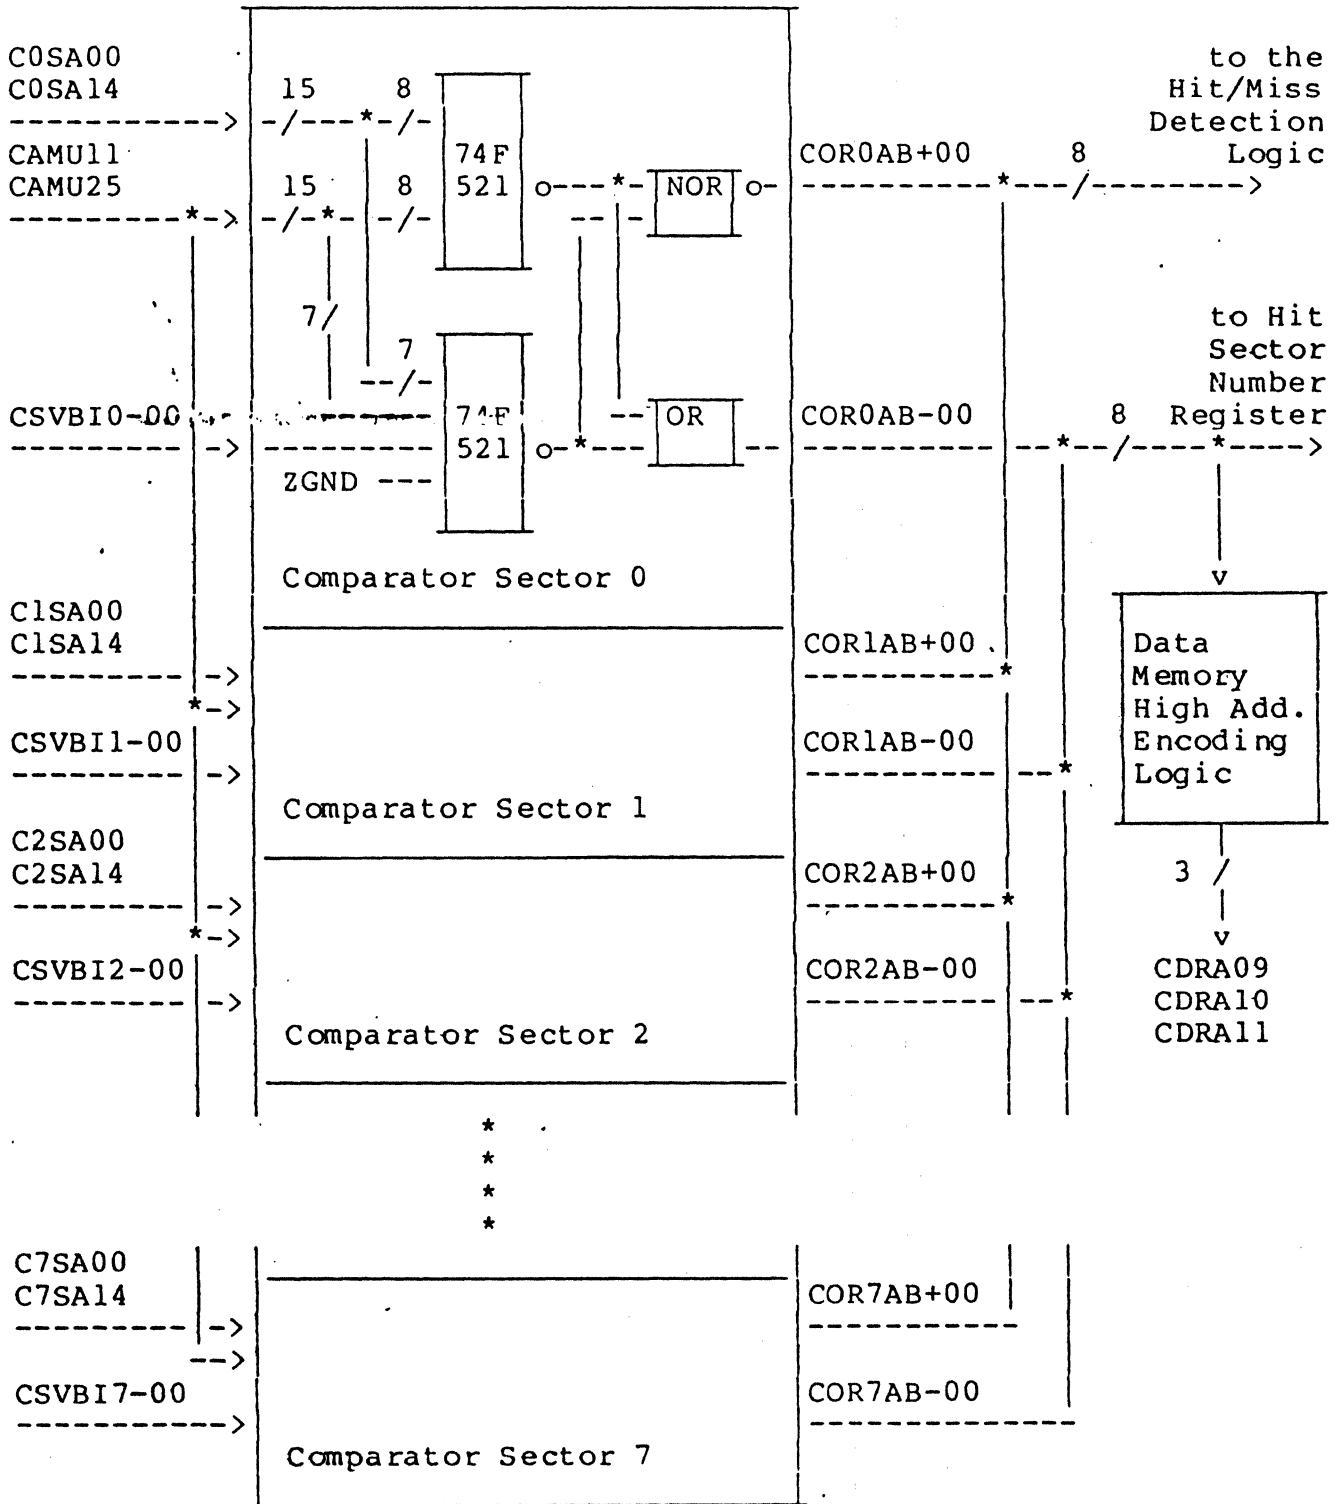 C0SA00
C0SA14
15
8
CAMU11
CAMU25
15
8
74F
521
NOR
COR0AB+00
8
to the
Hit/Miss
Detection
Logic
7
7
CSVBI0-00
74F
521
ZGND
OR
COR0AB-00
8
to Hit
Sector
Number
Register
Comparator Sector 0
C1SA00
C1SA14
COR1AB+00
CSVBI1-00
COR1AB-00
Comparator Sector 1
Data
Memory
High Add.
Encoding
Logic
C2SA00
C2SA14
COR2AB+00
3
CSVBI2-00
COR2AB-00
CDRA09
CDRA10
CDRA11
Comparator Sector 2
C7SA00
C7SA14
COR7AB+00
CSVBI7-00
COR7AB-00
Comparator Sector 7